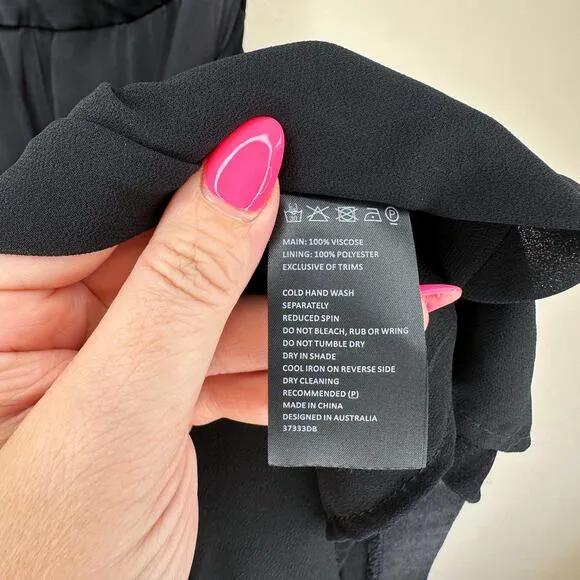 MAIN: 100% VISCOSE
LINING: 100% POLYESTER
EXCLUSIVE OF TRIMS
COLD HAND WASH
SEPARATELY
REDUCED SPIN
DO NOT BLEACH, RUB OR WRING
DO NOT TUMBLE DRY
DRY IN SHADE
COOL IRON ON REVERSE SIDE
DRY CLEANING
RECOMMENDED (P)
MADE IN CHINA
DESIGNED IN AUSTRALIA
37333DB